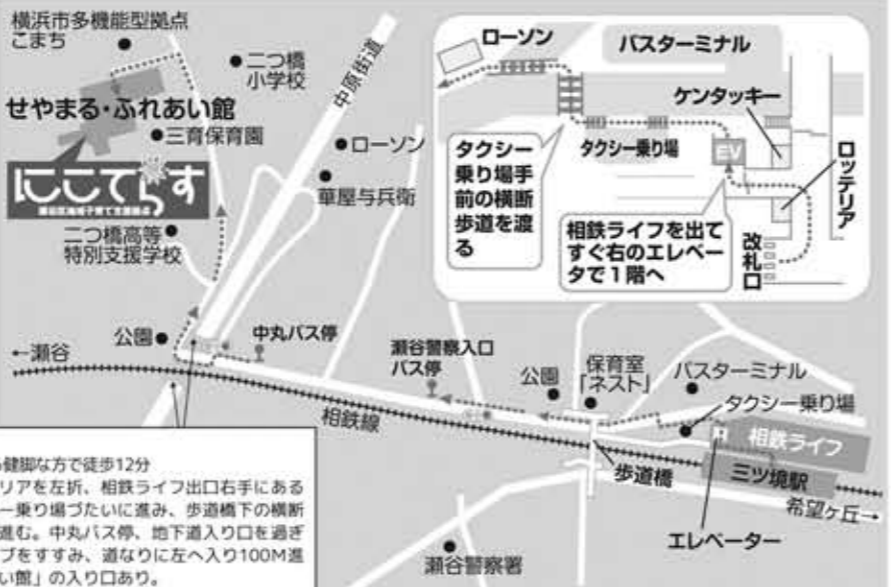 横浜市多機能型拠点
こまち
二つ橋
小学校
中原街道
せやまる・ふれあい館
三育保育園
にこてらす
瀬谷区地域子育て支援拠点
二つ橋高等
特別支援学校
ローソン
華屋与兵衛
ローソン
バスターミナル
ケンタッキー
タクシー
乗り場手
前の横断
歩道を渡
る
タクシー乗り場
EV
ロッテリア
相鉄ライフを出て
すぐ右のエレベー
タで1階へ
改札口
公園
←瀬谷
中丸バス停
瀬谷警察入口
バス停
相鉄線
公園
保育室
「ネスト」
バスターミナル
タクシー乗り場
相鉄ライフ
三ツ境駅
歩道橋
希望ヶ丘→
エレベーター
瀬谷警察署
健脚な方で徒歩12分
リアを左折、相鉄ライフ出口右手にある
ー乗り場づたいに進み、歩道橋下の横断
進む。中丸バス停、地下道入り口を過ぎ
ブをすすみ、道なりに左へ入り100M進
い館」の入り口あり。